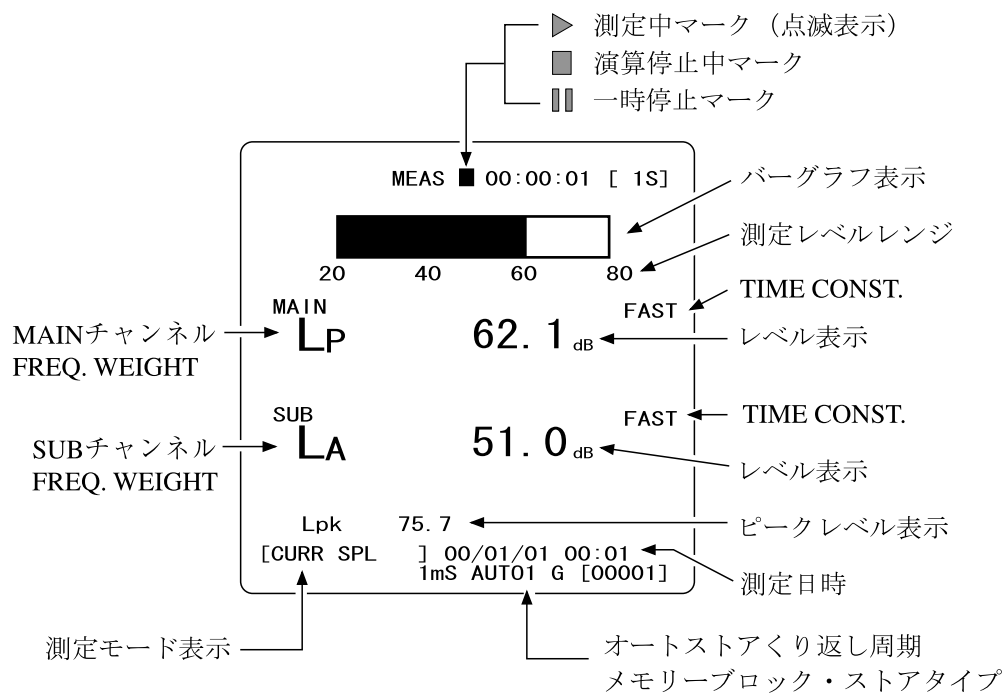 測定中マーク（点滅表示）
演算停止中マーク
一時停止マーク
MEAS 00:00:01 [ 1S]
バーグラフ表示
測定レベルレンジ
20 40 60 80
TIME CONST.
MAIN
FAST
MAINチャンネル
FREQ. WEIGHT
LP
62.1 dB
レベル表示
SUB
FAST
TIME CONST.
SUBチャンネル
FREQ. WEIGHT
LA
51.0 dB
レベル表示
Lpk 75.7
ピークレベル表示
[CURR SPL ] 00/01/01 00:01
1mS AUTO1 G [00001]
測定日時
測定モード表示
オートストアくり返し周期
メモリーブロック・ストアタイプ